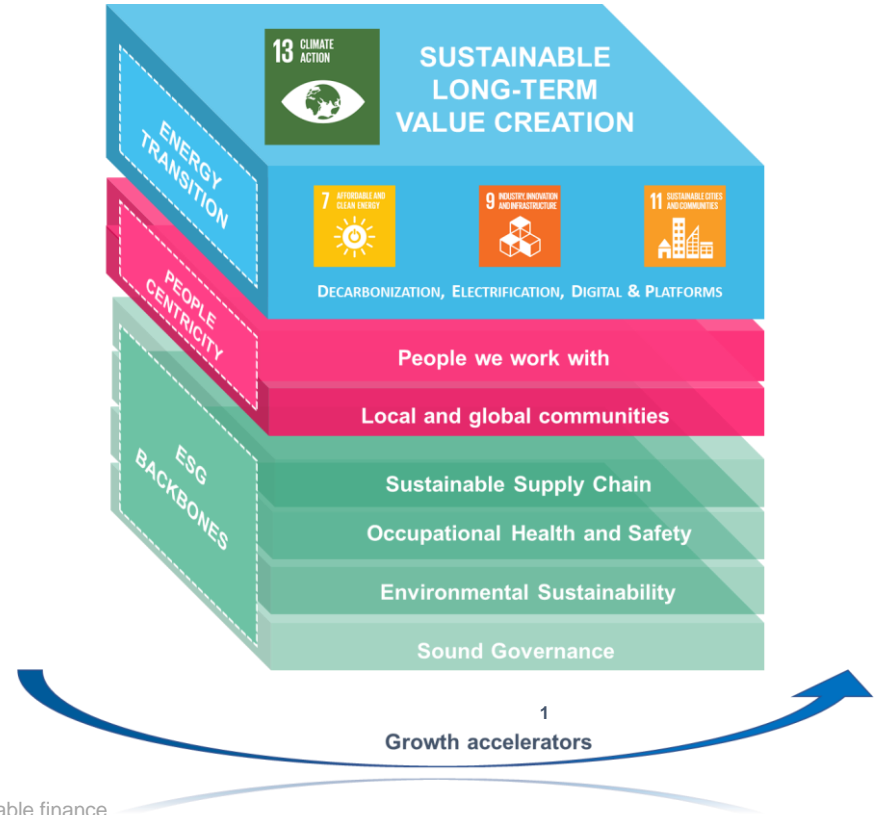 13 CLIMATE
ACTION
SUSTAINABLE
LONG-TERM
VALUE CREATION
ENERGY
TRANSITION
7 AFFORDABLE AND
CLEAN ENERGY
9 INDUSTRY, INNOVATION
AND INFRASTRUCTURE
11 SUSTAINABLE CITIES
AND COMMUNITIES
DECARBONIZATION, ELECTRIFICATION, DIGITAL & PLATFORMS
PEOPLE
CENTRICITY
People we work with
Local and global communities
ESG
BACKBONES
Sustainable Supply Chain
Occupational Health and Safety
Environmental Sustainability
Sound Governance
1
Growth accelerators
able finance